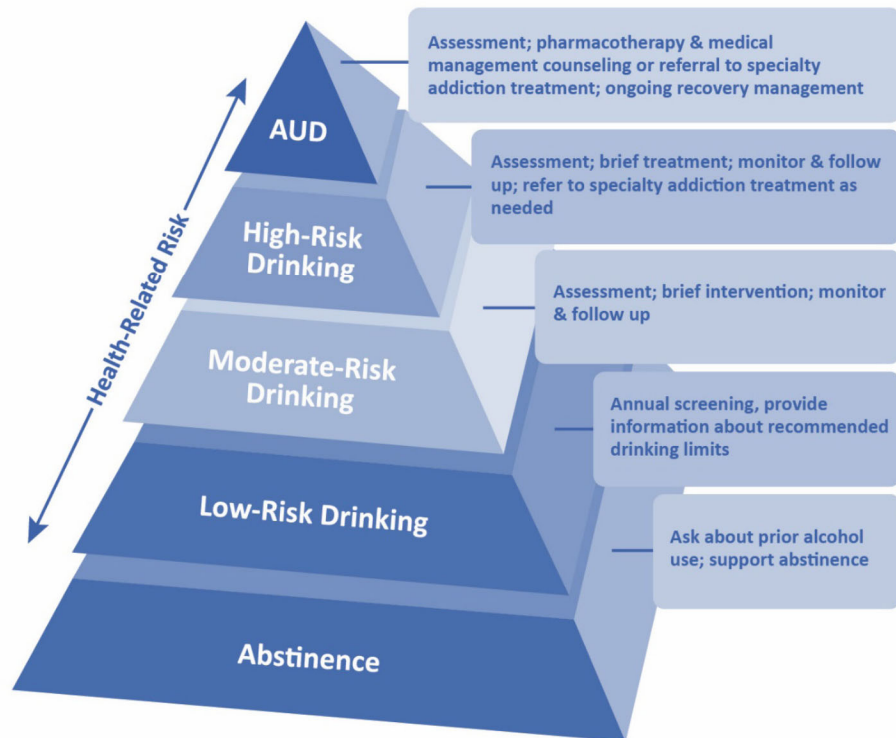 Assessment; pharmacotherapy & medical
management counseling or referral to specialty
addiction treatment; ongoing recovery management
AUD
Assessment; brief treatment; monitor & follow
up; refer to specialty addiction treatment as
needed
High-Risk
Drinking
Health-Related Risk
Assessment; brief intervention; monitor
& follow up
Moderate-Risk
Drinking
Annual screening, provide
information about recommended
drinking limits
Low-Risk Drinking
Ask about prior alcohol
use; support abstinence
Abstinence